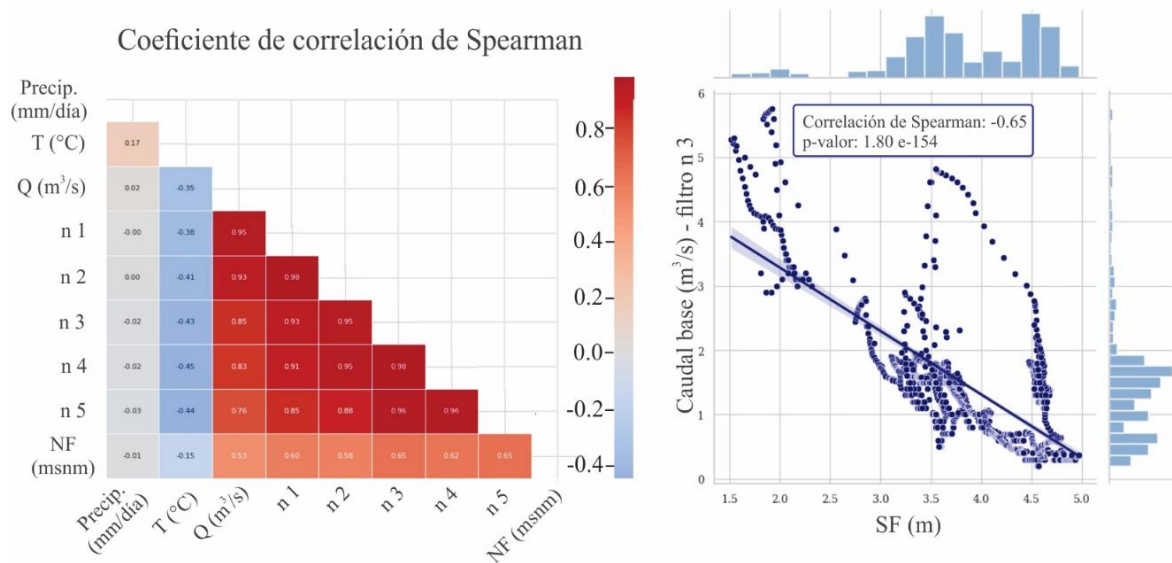 Coeficiente de correlación de Spearman
Precip.
(mm/día)
T (°C)
0.17
Q (m³/s)
0.02 -0.35
n 1
-0.00 -0.38 0.95
n 2
0.00 -0.41 0.93 0.98
n 3
-0.02 -0.43 0.85 0.93 0.95
n 4
-0.02 -0.45 0.83 0.91 0.95 0.98
n 5
-0.03 -0.44 0.76 0.85 0.88 0.96 0.96
NF
(msnm)
-0.01 -0.15 0.53 0.60 0.58 0.65 0.62 0.65
Precip.
(mm/día)
T (°C)
Q (m³/s)
n 1
n 2
n 3
n 4
n 5
NF (msnm)
0.8
0.6
0.4
0.2
0.0
-0.2
-0.4
Correlación de Spearman: -0.65
p-valor: 1.80 e-154
Caudal base (m³/s) - filtro n 3
6
5
4
3
2
1
0
1.5 2.0 2.5 3.0 3.5 4.0 4.5 5.0
SF (m)